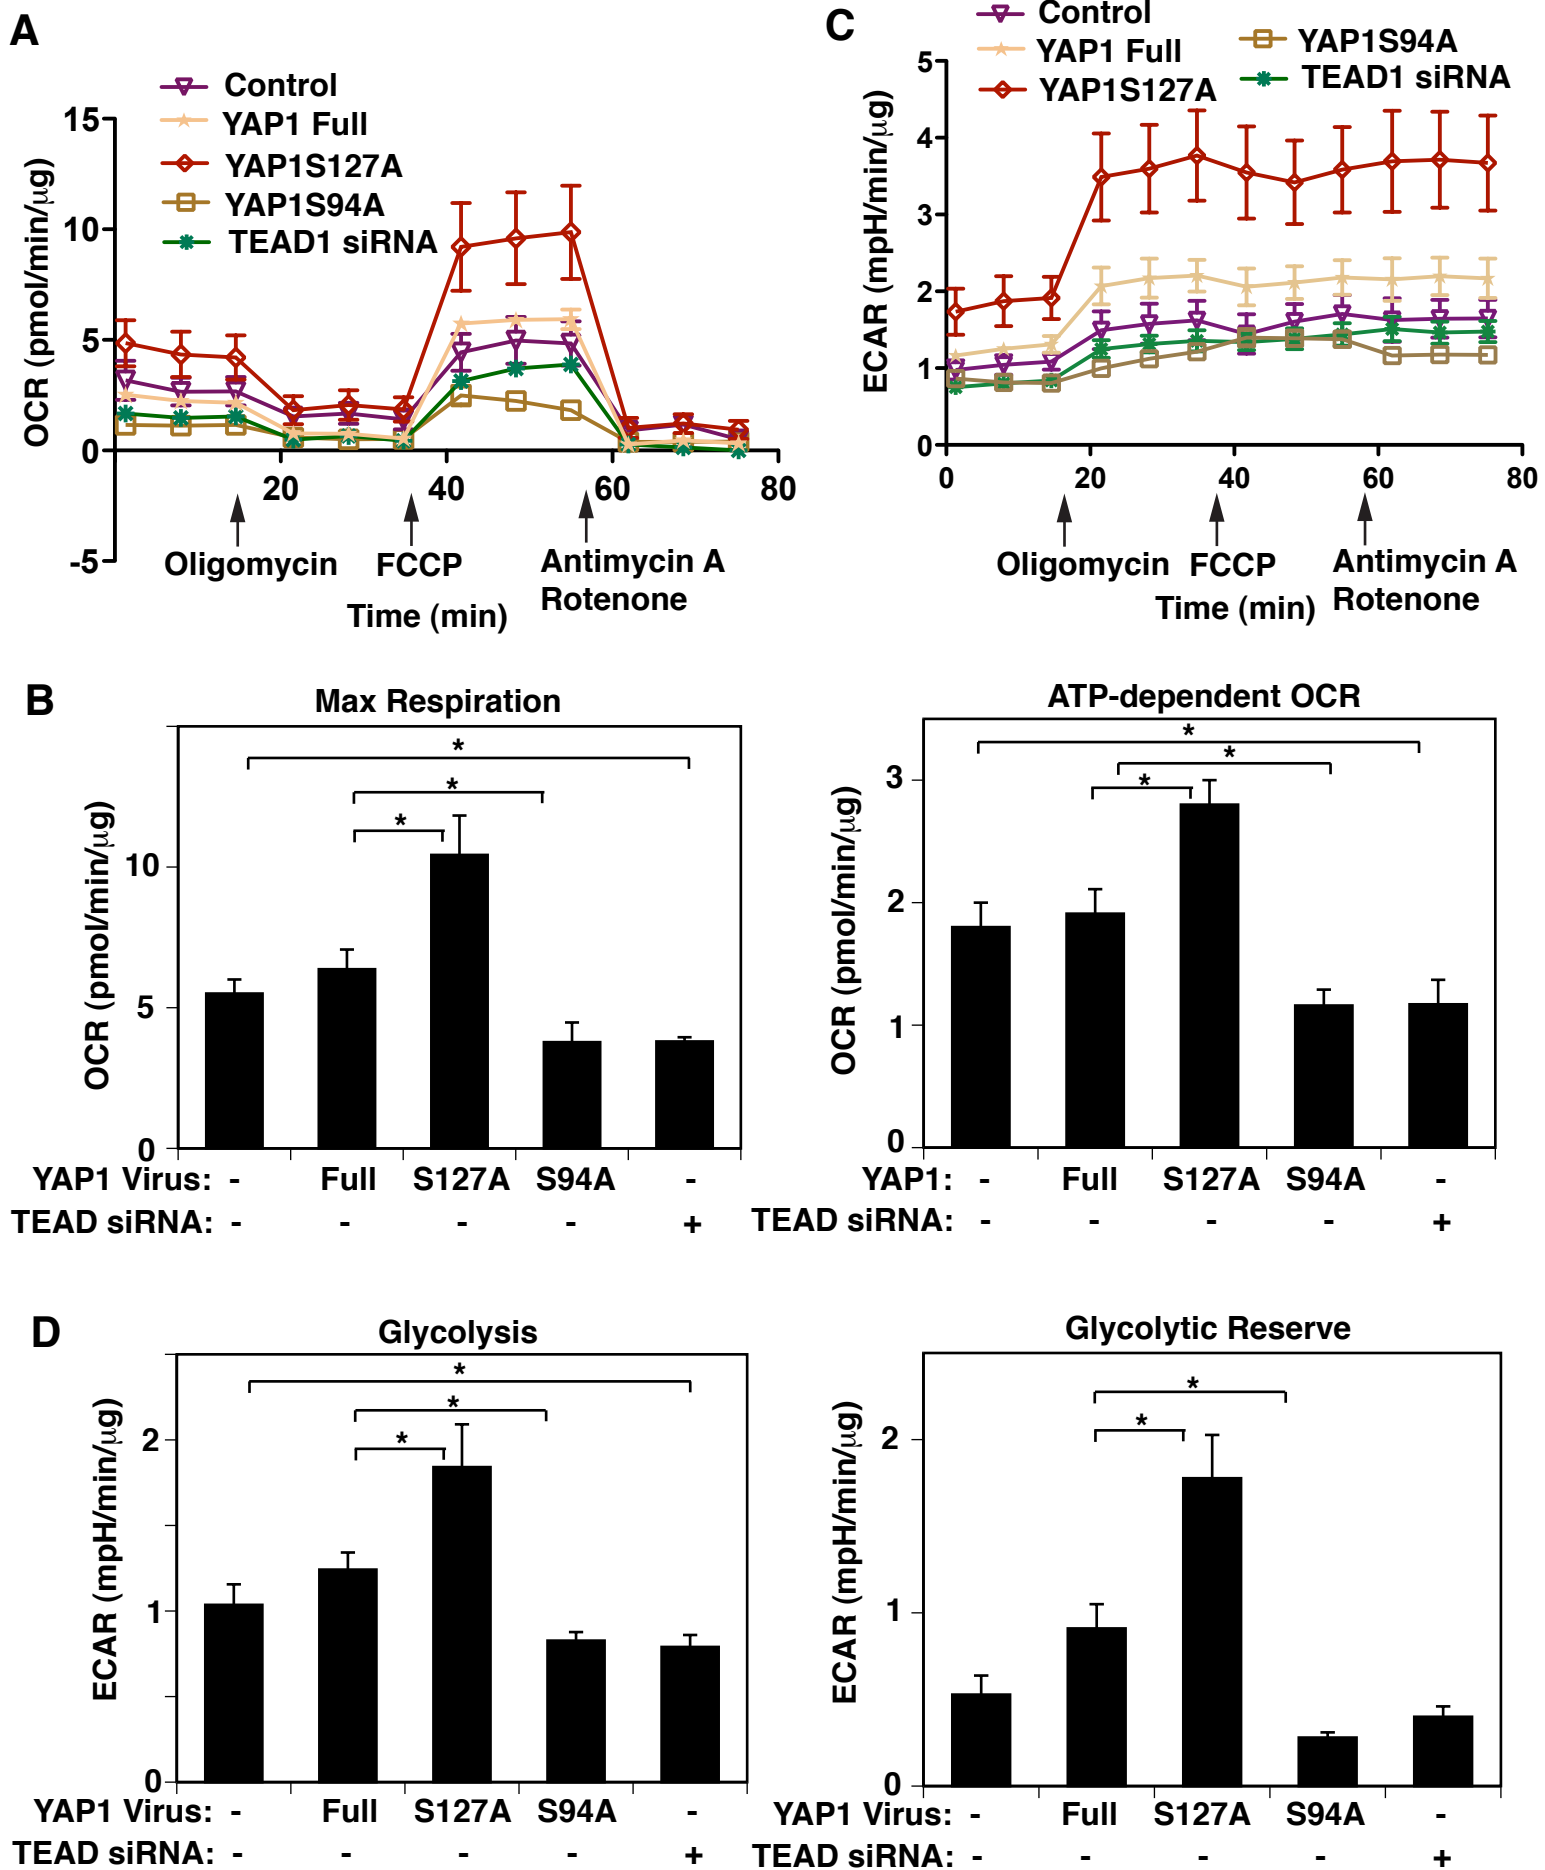 A
Control
YAP1 Full
YAP1S127A
YAP1S94A
TEAD1 siRNA
OCR (pmol/min/µg)
15
10
5
0
-5
20
40
60
80
Oligomycin
FCCP
Antimycin A
Rotenone
Time (min)
C
Control
YAP1 Full
YAP1S127A
YAP1S94A
TEAD1 siRNA
ECAR (mpH/min/µg)
5
4
3
2
1
0
0
20
40
60
80
Oligomycin
FCCP
Antimycin A
Rotenone
Time (min)
B
Max Respiration
*
*
*
OCR (pmol/min/µg)
10
5
0
YAP1 Virus: - Full S127A S94A -
TEAD siRNA: - - - - +
ATP-dependent OCR
*
*
*
OCR (pmol/min/µg)
3
2
1
0
YAP1: - Full S127A S94A -
TEAD siRNA: - - - - +
D
Glycolysis
*
*
*
ECAR (mpH/min/µg)
2
1
0
YAP1 Virus: - Full S127A S94A -
TEAD siRNA: - - - - +
Glycolytic Reserve
*
*
ECAR (mpH/min/µg)
2
1
0
YAP1 Virus: - Full S127A S94A -
TEAD siRNA: - - - - +